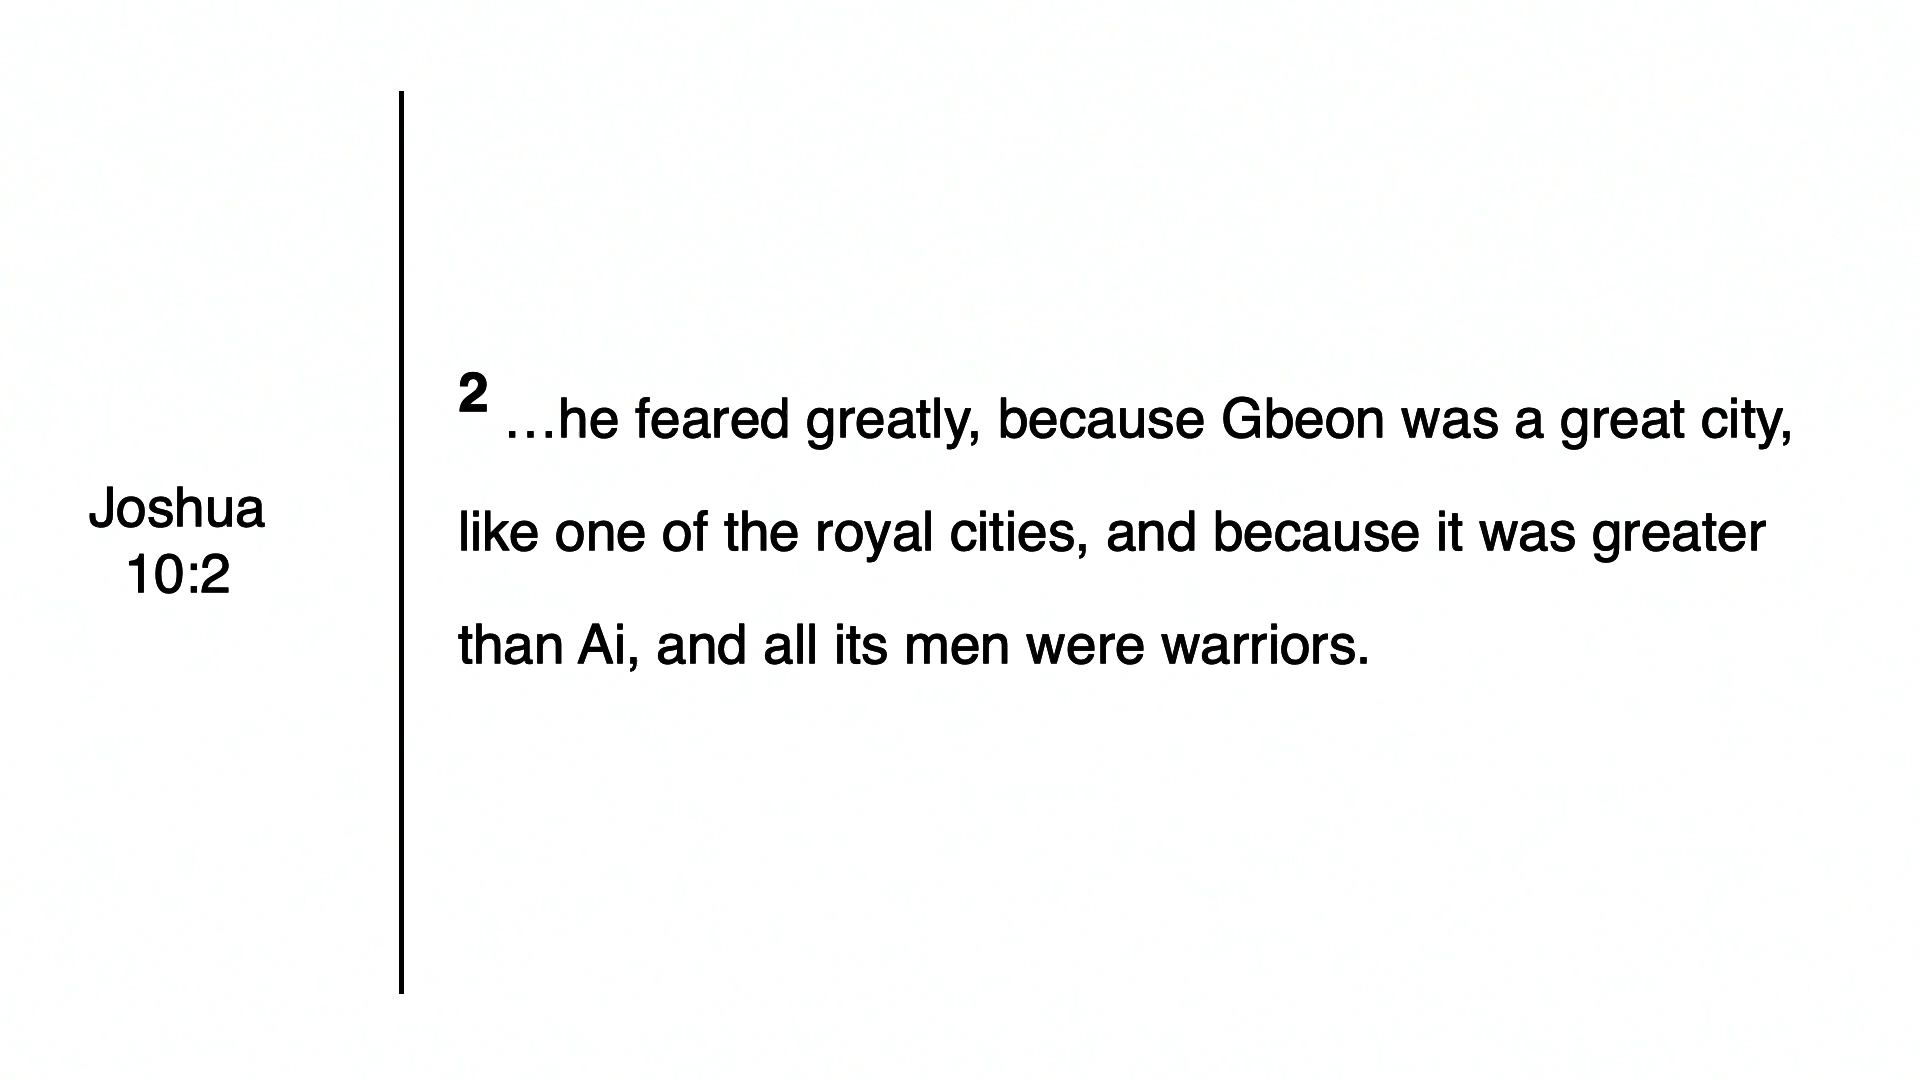 Joshua
10:2
2 …he feared greatly, because Gbeon was a great city,
like one of the royal cities, and because it was greater
than Ai, and all its men were warriors.